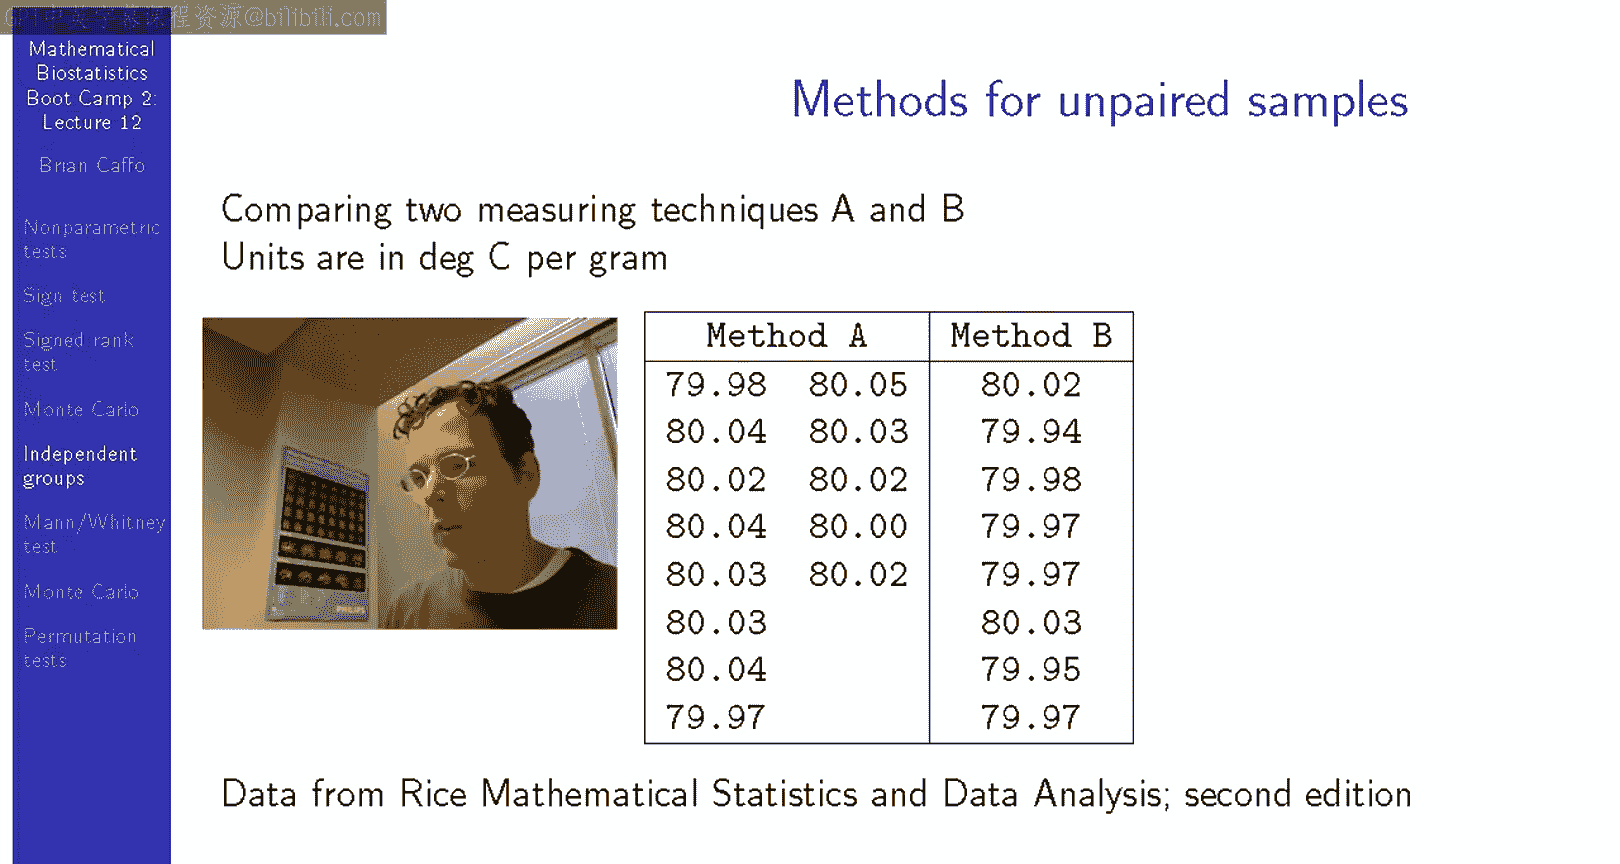 @bilibili.com
Mathematical
Biostatistics
Boot Camp 2:
Lecture 12
Brian Caffo
Nonparametric
tests
Sign test
Signed rank
test
Monte Carlo
Independent
groups
Mann/Whitney
test
Monte Carlo
Permutation
tests
Methods for unpaired samples
Comparing two measuring techniques A and B
Units are in deg C per gram
Method A Method B
79.98 80.05 80.02
80.04 80.03 79.94
80.02 80.02 79.98
80.04 80.00 79.97
80.03 80.02 79.97
80.03 80.03
80.04 79.95
79.97 79.97
PHILIPS
Data from Rice Mathematical Statistics and Data Analysis; second edition